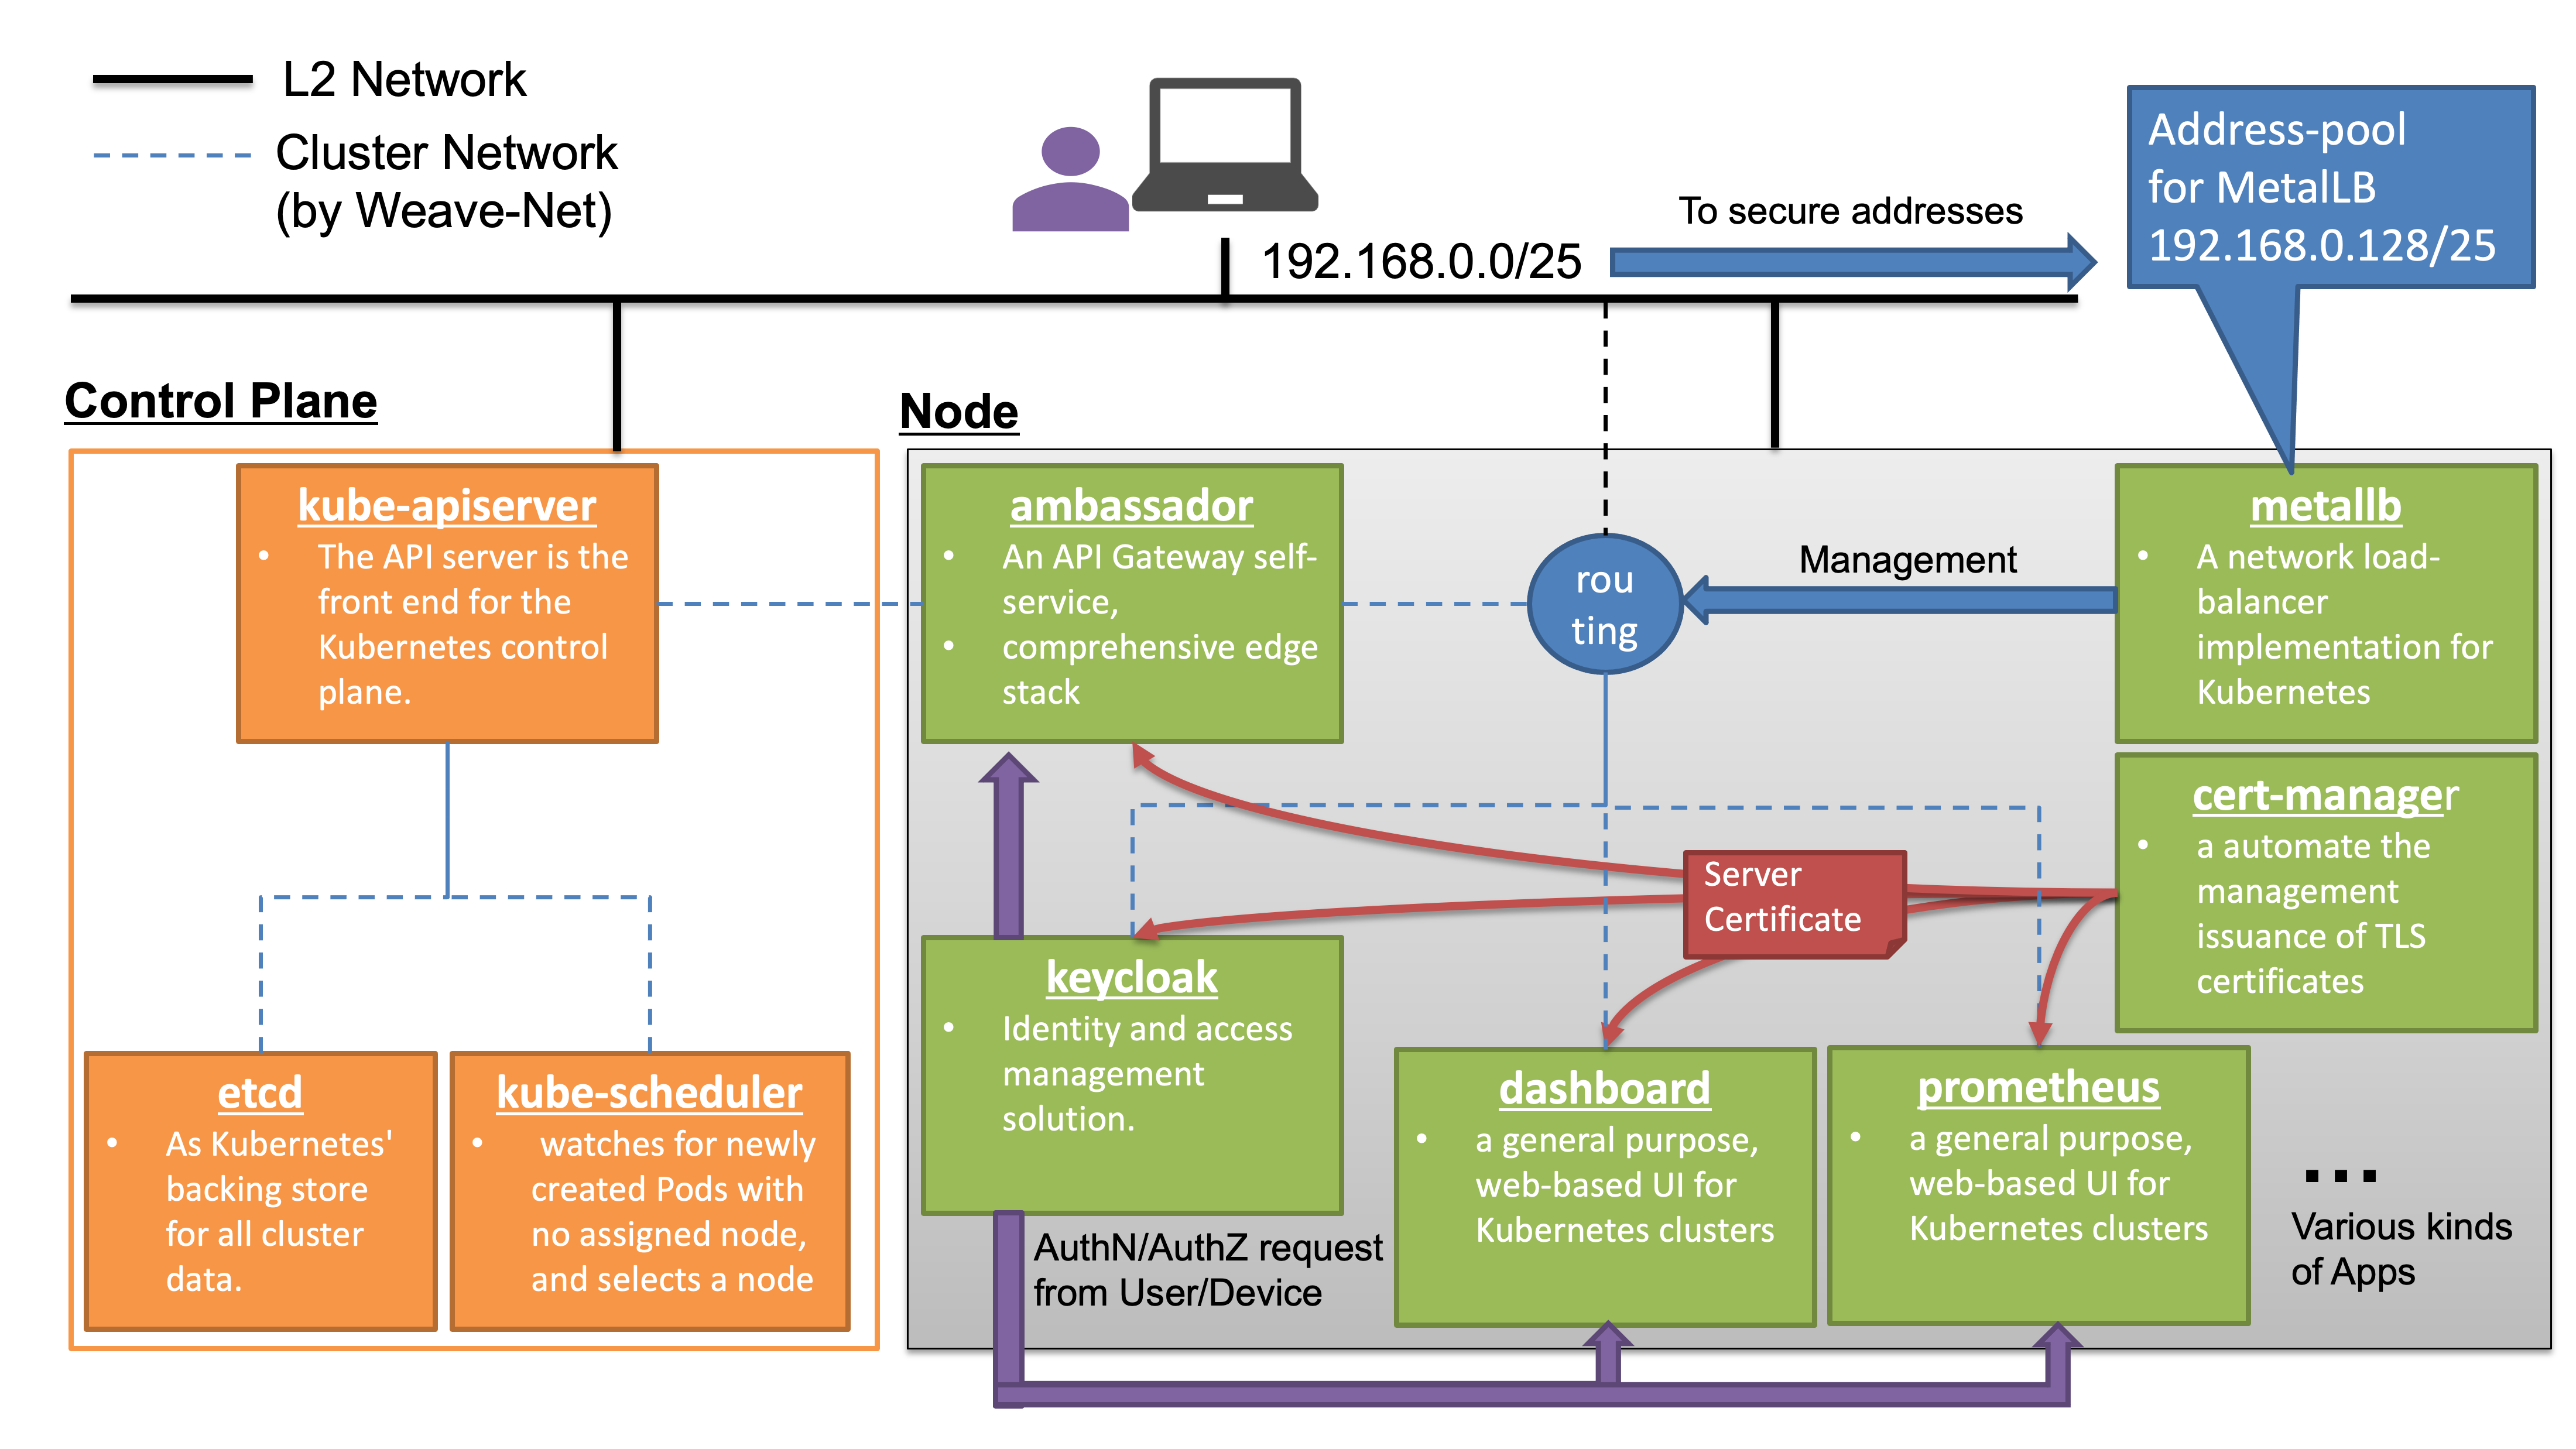 L2 Network
Cluster Network
(by Weave-Net)
To secure addresses
192.168.0.0/25
Address-pool
for MetalLB
192.168.0.128/25
Control Plane
Node
kube-apiserver
• The API server is the
front end for the
Kubernetes control
plane.
ambassador
• An API Gateway self-
service,
• comprehensive edge
stack
rou
ting
Management
metallb
• A network load-
balancer
implementation for
Kubernetes
cert-manager
• a automate the
management
issuance of TLS
certificates
Server
Certificate
keycloak
• Identity and access
management
solution.
etcd
• As Kubernetes'
backing store
for all cluster
data.
kube-scheduler
• watches for newly
created Pods with
no assigned node,
and selects a node
AuthN/AuthZ request
from User/Device
dashboard
• a general purpose,
web-based UI for
Kubernetes clusters
prometheus
• a general purpose,
web-based UI for
Kubernetes clusters
...
Various kinds
of Apps